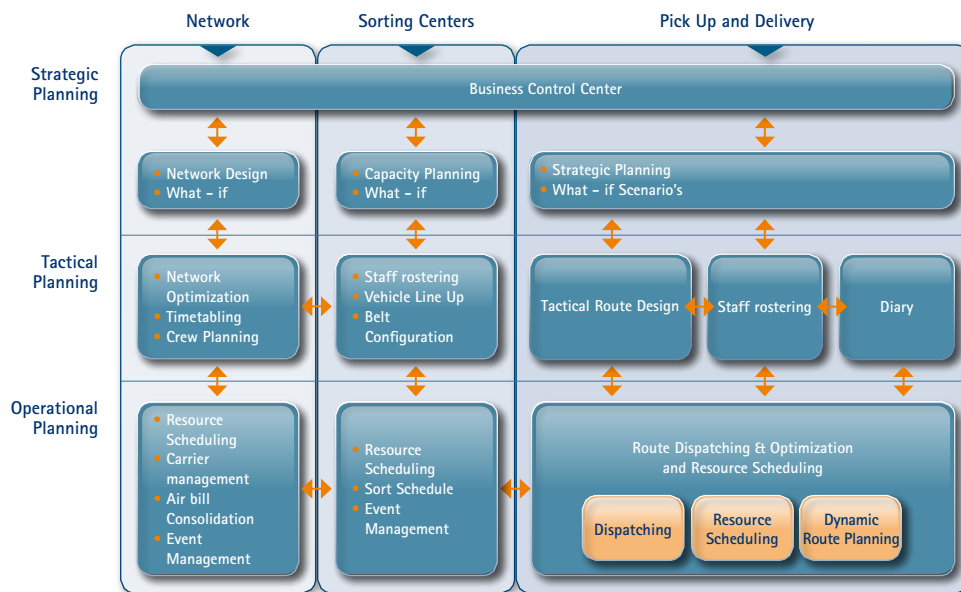 Network
Sorting Centers
Pick Up and Delivery
Strategic
Planning
Business Control Center
• Network Design
• What – if
• Capacity Planning
• What – if
• Strategic Planning
• What – if Scenario's
Tactical
Planning
• Network
Optimization
• Timetabling
• Crew Planning
• Staff rostering
• Vehicle Line Up
• Belt
Configuration
Tactical Route Design
Staff rostering
Diary
Operational
Planning
• Resource
Scheduling
• Carrier
management
• Air bill
Consolidation
• Event
Management
• Resource
Scheduling
• Sort Schedule
• Event
Management
Route Dispatching & Optimization
and Resource Scheduling
Dispatching
Resource
Scheduling
Dynamic
Route Planning